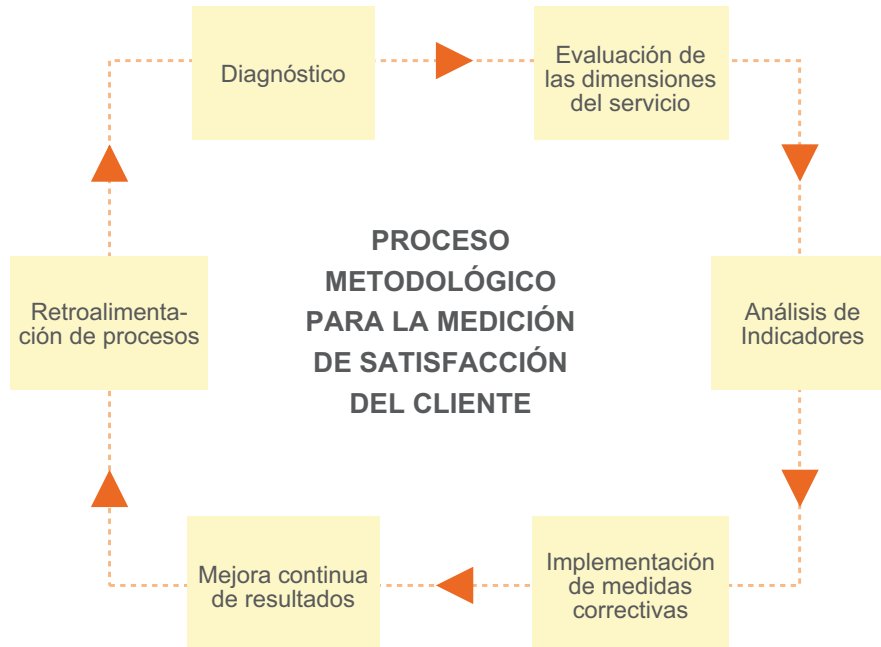 Diagnóstico
Evaluación de
las dimensiones
del servicio
PROCESO
METODOLÓGICO
PARA LA MEDICIÓN
DE SATISFACCIÓN
DEL CLIENTE
Análisis de
Indicadores
Implementación
de medidas
correctivas
Mejora continua
de resultados
Retroalimenta-
ción de procesos